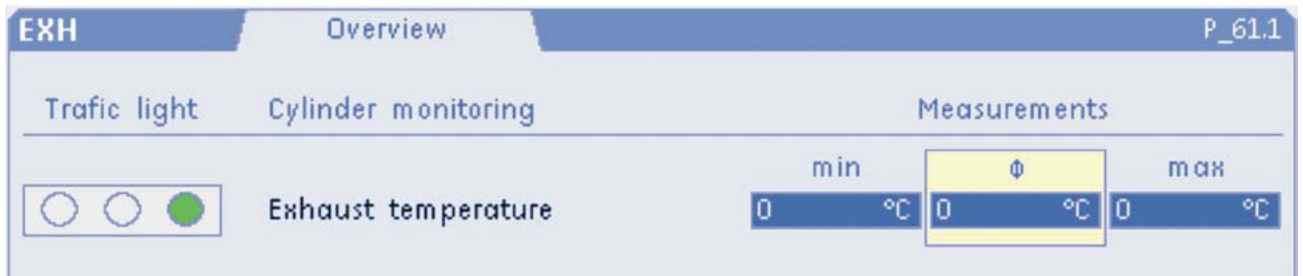 EXH Overview P_61.1
Trafic light Cylinder monitoring Measurements
min Φ max
Exhaust temperature 0 °C 0 °C 0 °C